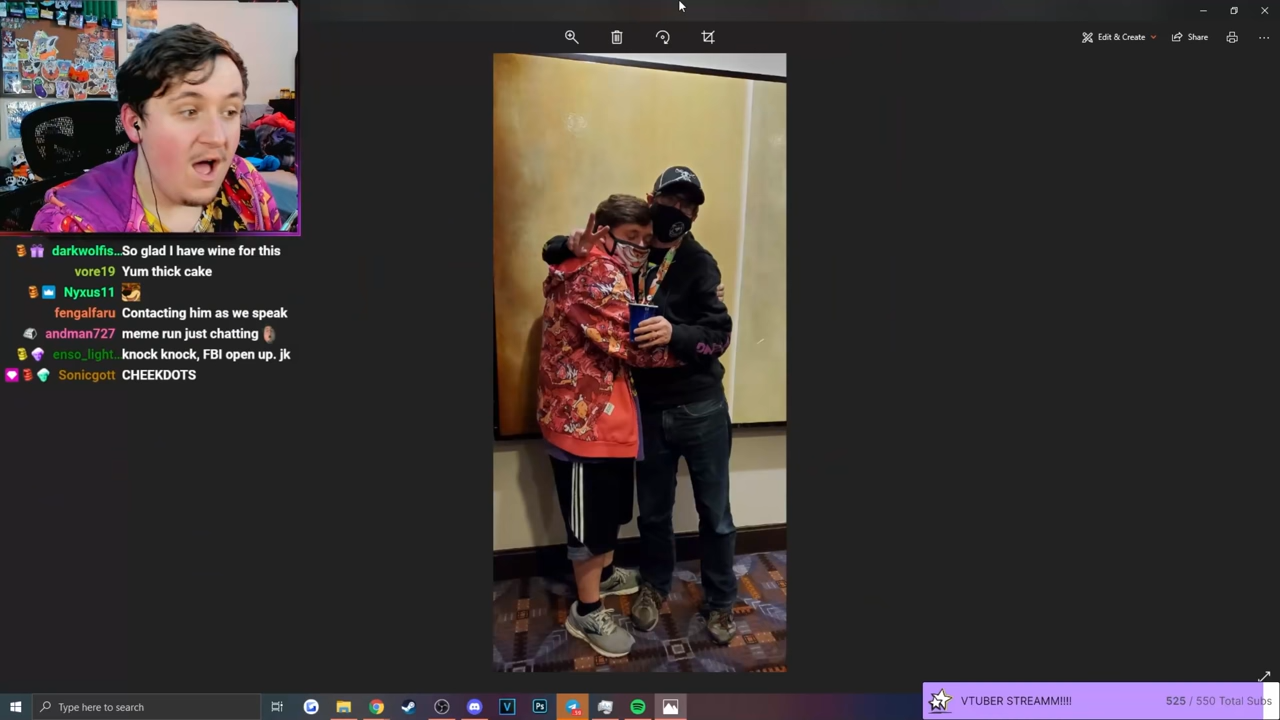 Edit & Create
Share
darkwolfis... So glad I have wine for this
vore19 Yum thick cake
Nyxus11
fengalfaru Contacting him as we speak
andman727 meme run just chatting
enso_light... knock knock, FBI open up. jk
Sonicgott CHEEKDOTS
Type here to search
VTUBER STREAMM!!!! 525 / 550 Total Subs